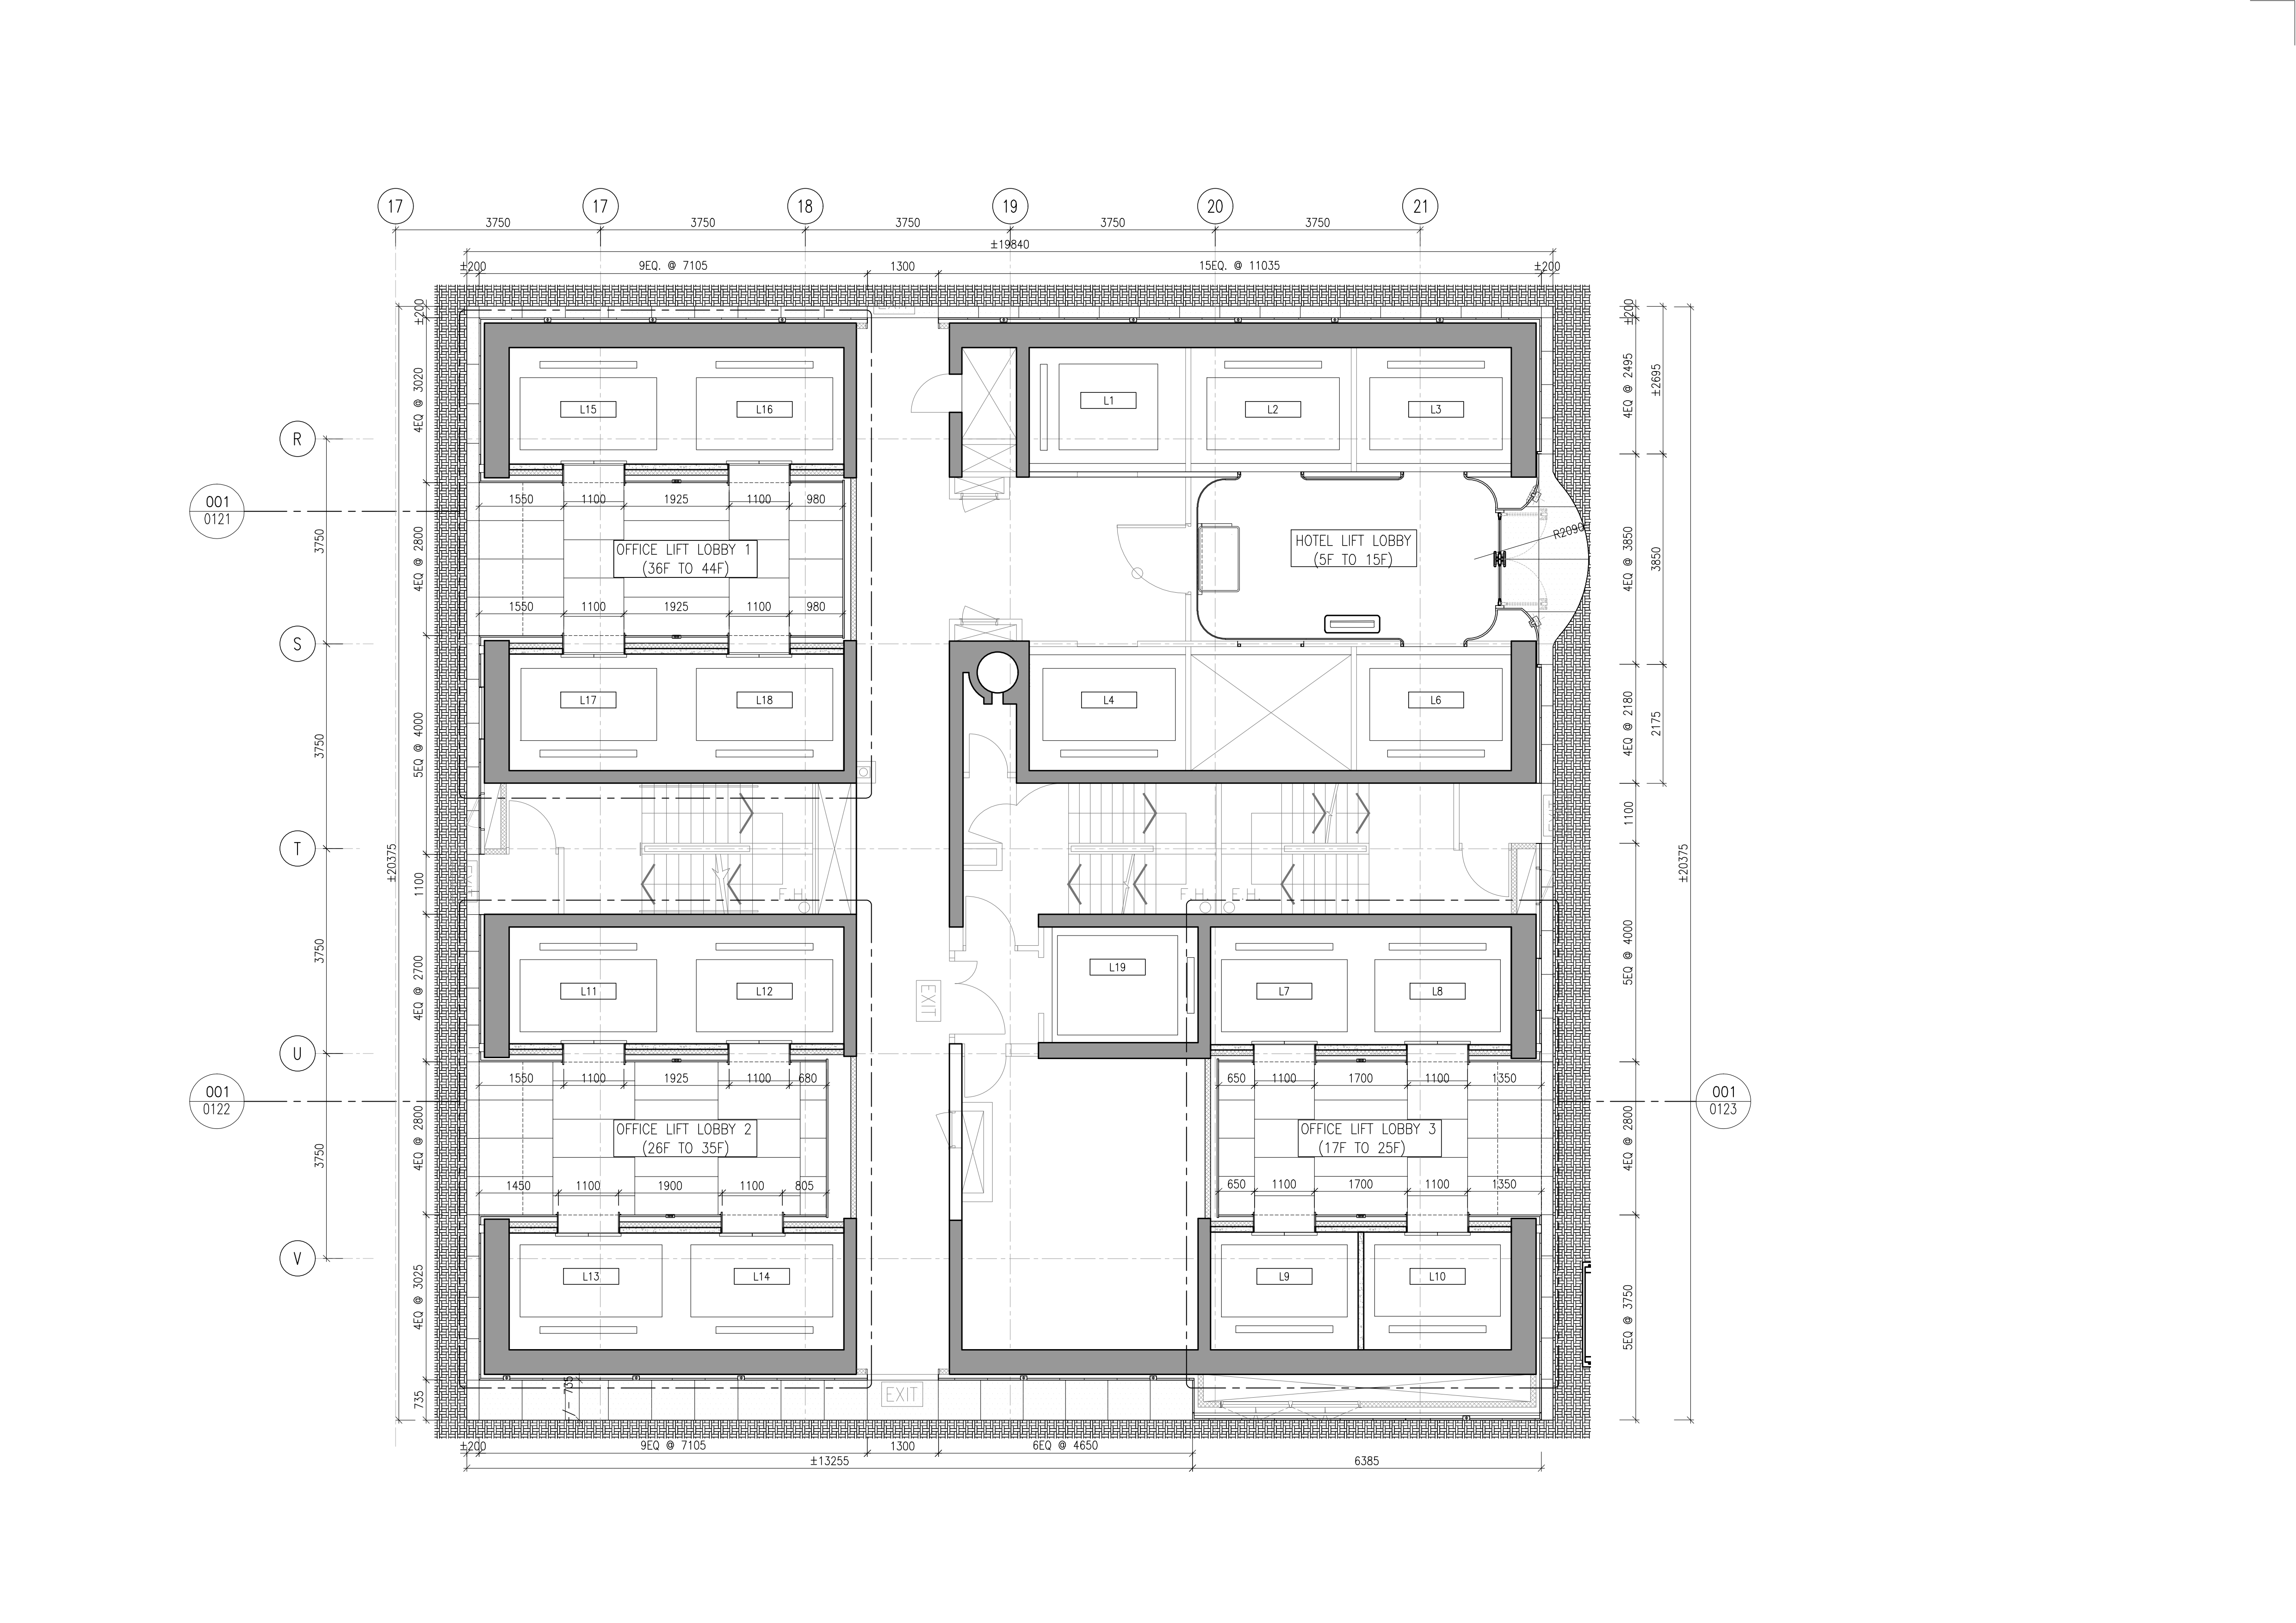 17
17
18
19
20
21
3750
3750
3750
3750
3750
±19840
±200
9EQ. @ 7105
1300
15EQ. @ 11035
±200
±200
4EQ @ 3020
4EQ @ 2800
5EQ @ 4000
1100
4EQ @ 2700
4EQ @ 2800
4EQ @ 3025
735
±20375
R
S
T
U
V
3750
3750
3750
3750
001
0121
001
0122
L15
L16
1550
1100
1925
1100
980
OFFICE LIFT LOBBY 1
(36F TO 44F)
1550
1100
1925
1100
980
L17
L18
L1
L2
L3
HOTEL LIFT LOBBY
(5F TO 15F)
R2090
L4
L6
F.H.
F.H.
F.H.
EXIT
EXIT
L11
L12
L19
L7
L8
EXIT
1550
1100
1925
1100
680
OFFICE LIFT LOBBY 2
(26F TO 35F)
1450
1100
1900
1100
805
650
1100
1700
1100
1350
OFFICE LIFT LOBBY 3
(17F TO 25F)
650
1100
1700
1100
1350
L13
L14
L9
L10
+/- 735
EXIT
±200
4EQ @ 2495
4EQ @ 3850
4EQ @ 2180
1100
5EQ @ 4000
4EQ @ 2800
5EQ @ 3750
±2695
3850
2175
±20375
001
0123
±200
9EQ @ 7105
1300
6EQ @ 4650
±13255
6385